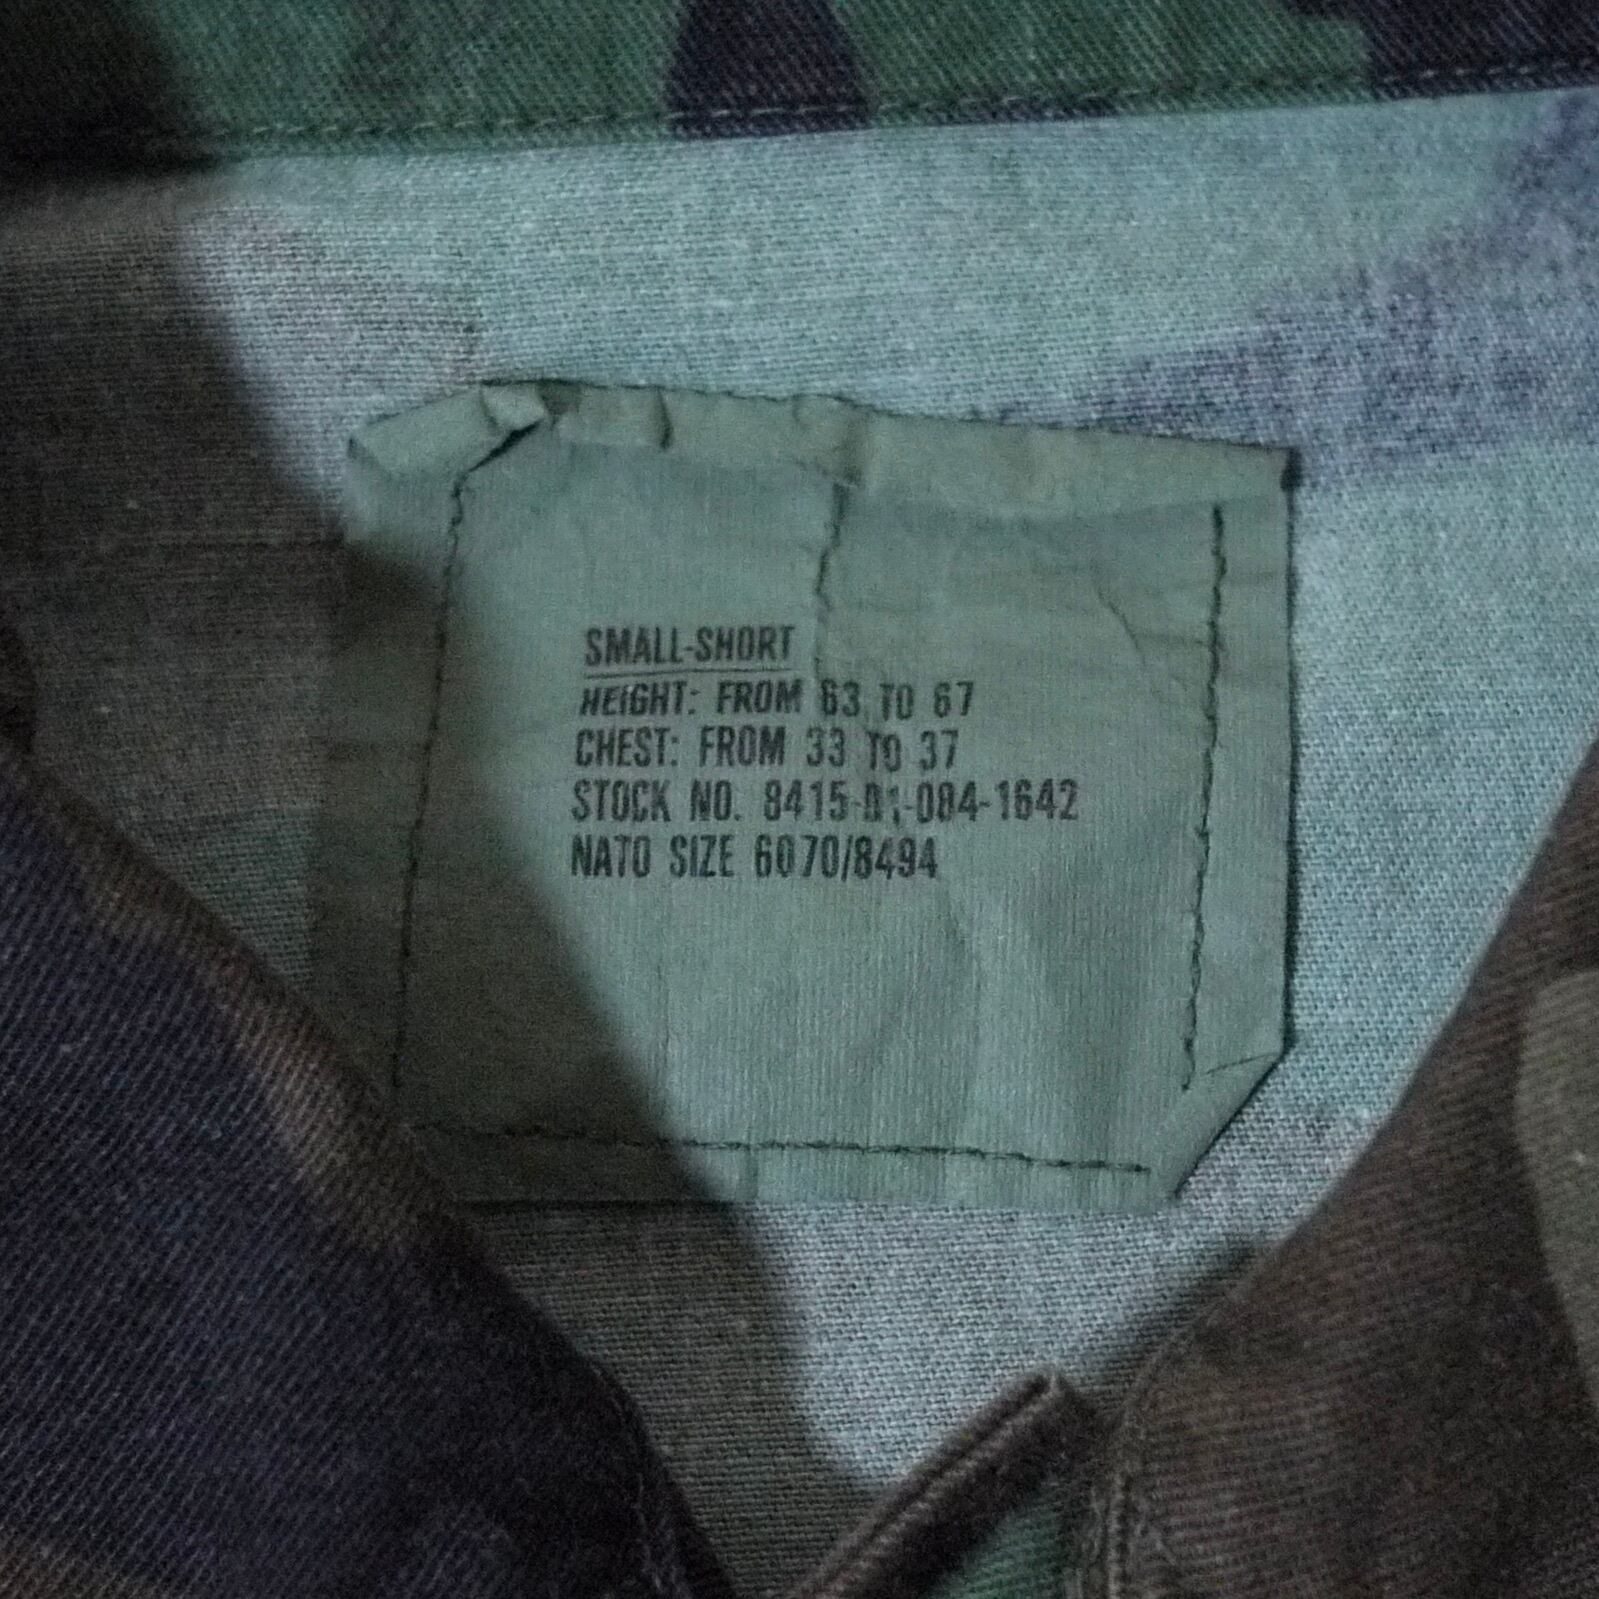 SMALL-SHORT
HEIGHT: FROM 63 TO 67
CHEST: FROM 33 TO 37
STOCK NO. 8415-01-084-1642
NATO SIZE 6070/8494